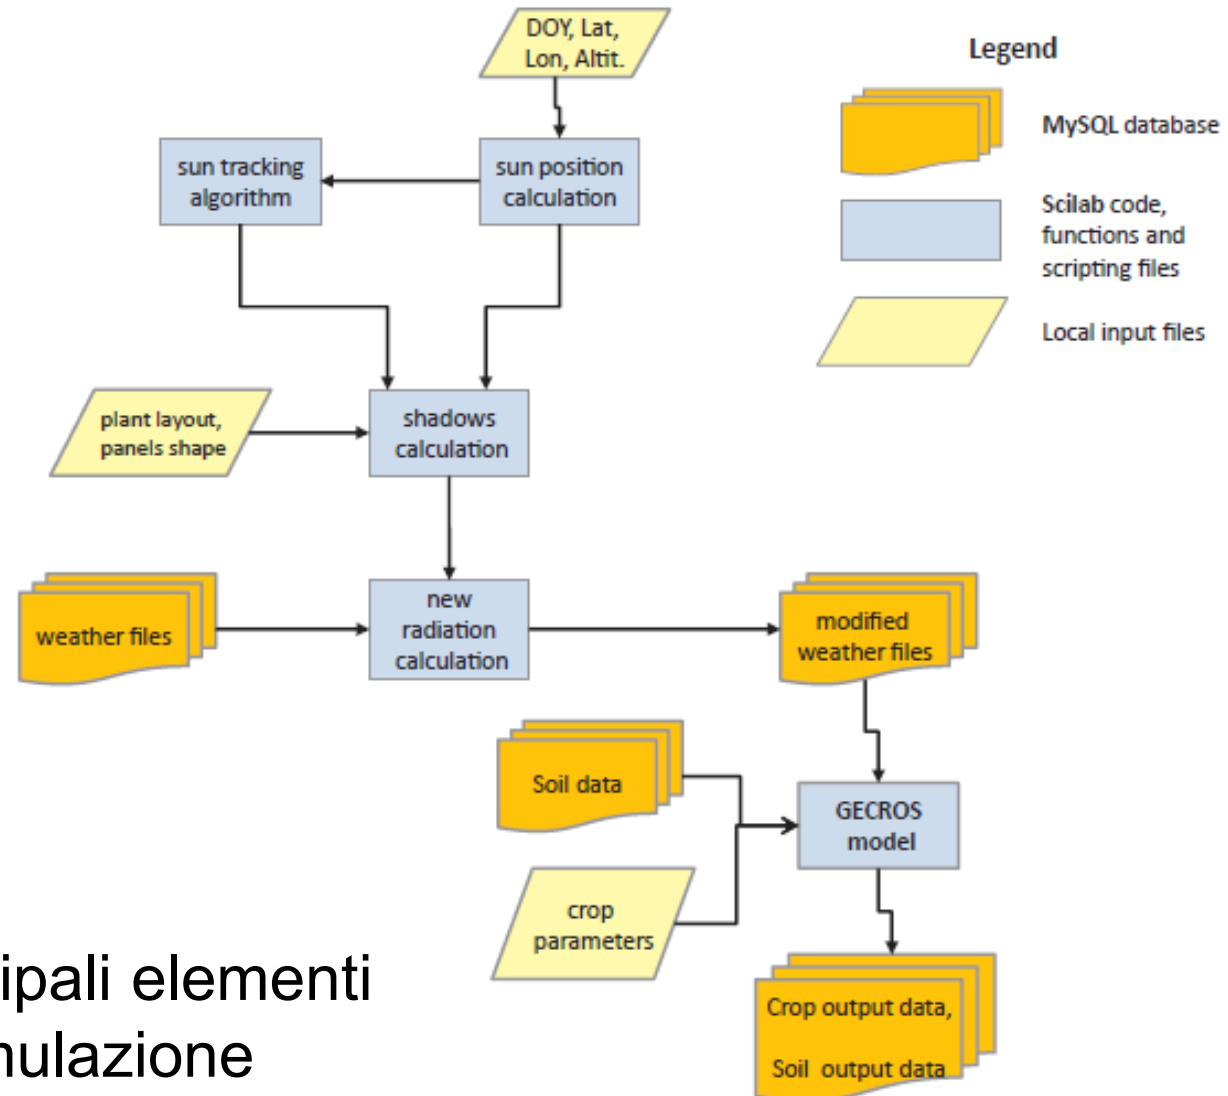 DOY, Lat,
Lon, Altit.
Legend
MySQL database
sun tracking
algorithm
sun position
calculation
Scilab code,
functions and
scripting files
Local input files
plant layout,
panels shape
shadows
calculation
weather files
new
radiation
calculation
modified
weather files
Soil data
GECROS
model
crop
parameters
ipali elementi
nulazione
Crop output data,
Soil output data